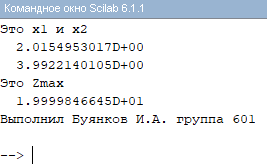 Командное окно Scilab 6.1.1
Это x1 и x2
2.0154953017D+00
3.9922140105D+00
Это Zmax
1.9999846645D+01
Выполнил Буянков И.А. группа 601
-->